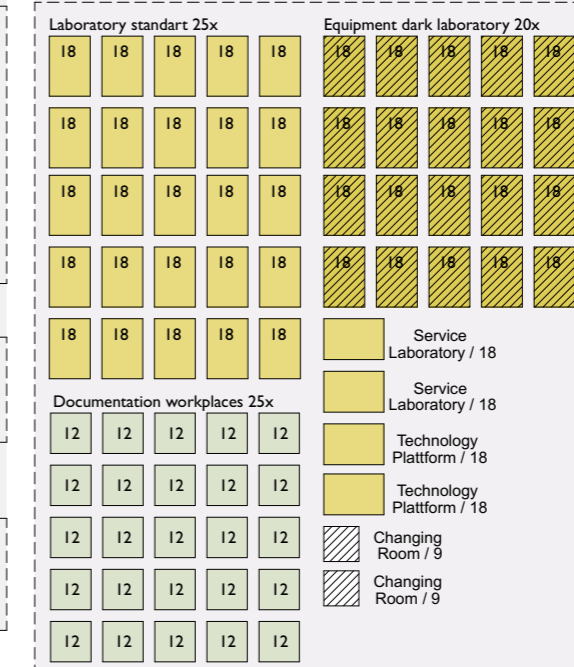 Laboratory standart 25x
18 18 18 18 18
18 18 18 18 18
18 18 18 18 18
18 18 18 18 18
18 18 18 18 18
Documentation workplaces 25x
12 12 12 12 12
12 12 12 12 12
12 12 12 12 12
12 12 12 12 12
12 12 12 12 12
Equipment dark laboratory 20x
18 18 18 18 18
18 18 18 18 18
18 18 18 18 18
18 18 18 18 18
Service
Laboratory / 18
Service
Laboratory / 18
Technology
Plattform / 18
Technology
Plattform / 18
Changing
Room / 9
Changing
Room / 9